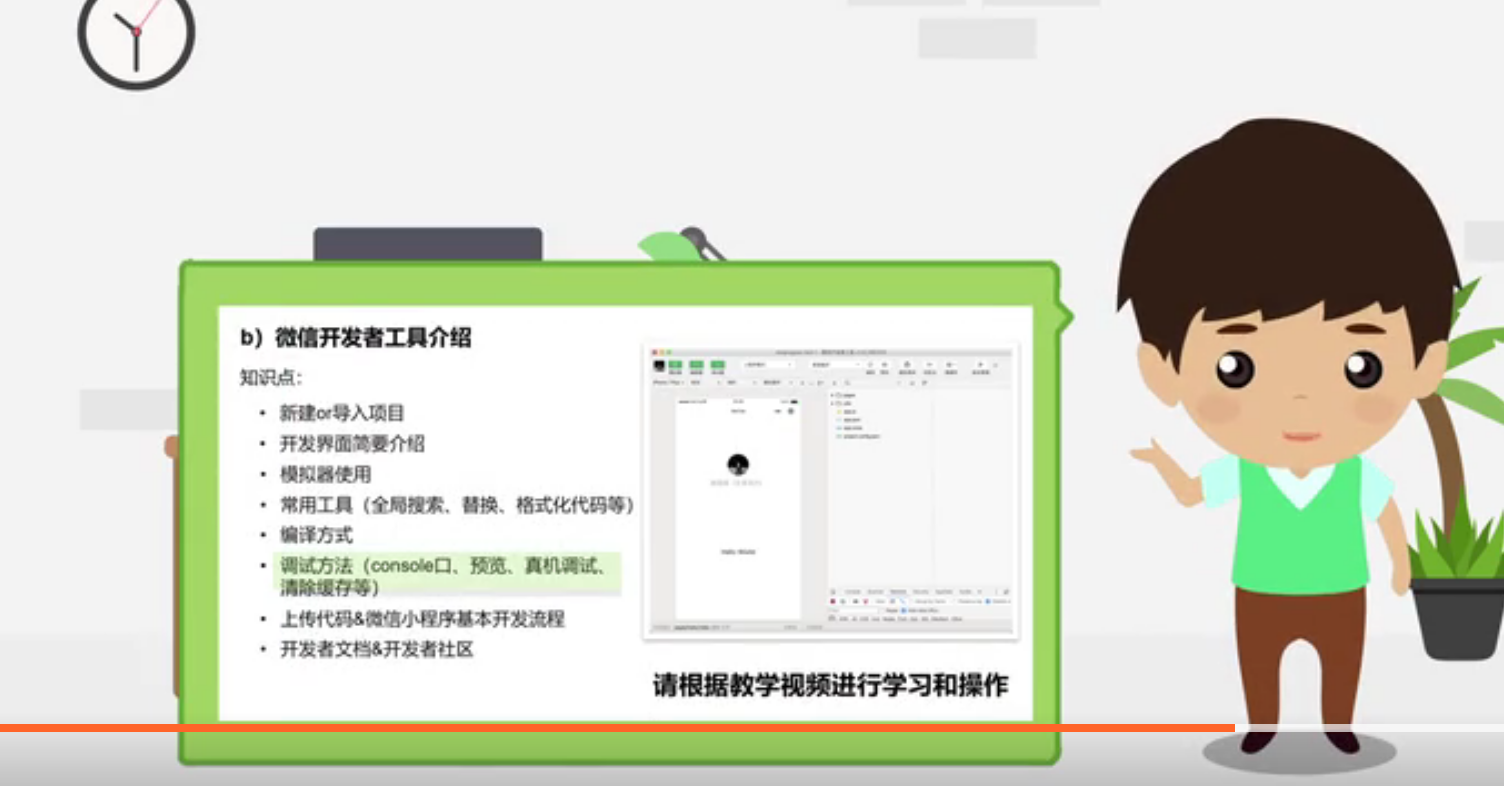 b）微信开发者工具介绍
知识点：
• 新建or导入项目
• 开发界面简要介绍
• 模拟器使用
• 常用工具（全局搜索、替换、格式化代码等）
• 编译方式
• 调试方法（console口、预览、真机调试、
清除缓存等）
• 上传代码&微信小程序基本开发流程
• 开发者文档&开发者社区
请根据教学视频进行学习和操作